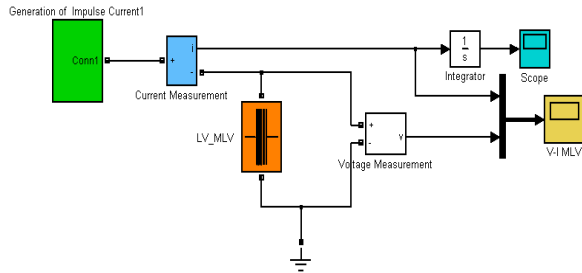 Generation of Impulse Current1
Conn1
+
-
i
Current Measurement
1
s
Integrator
Scope
LV_MLV
+
-
v
Voltage Measurement
V-I MLV